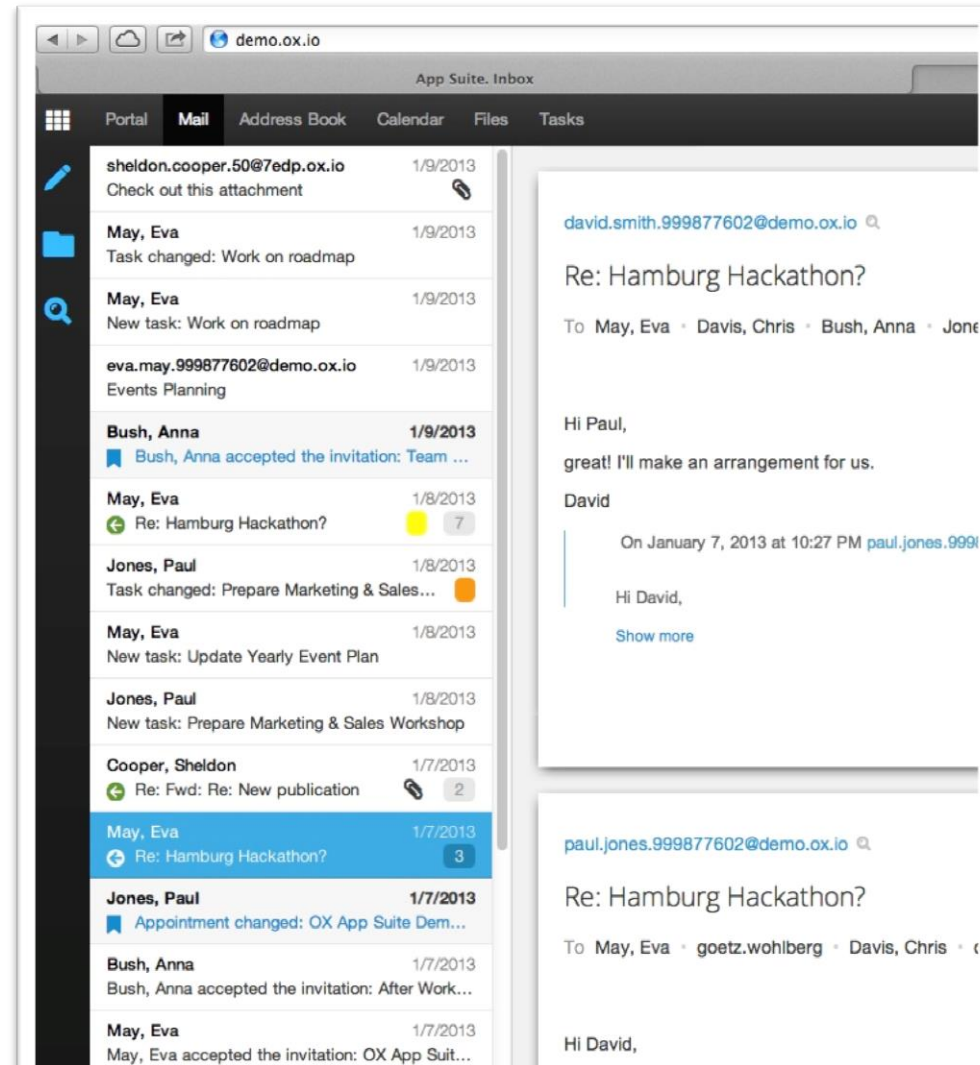 demo.ox.io
App Suite. Inbox
Portal Mail Address Book Calendar Files Tasks
sheldon.cooper.50@7edp.ox.io 1/9/2013
Check out this attachment
May, Eva 1/9/2013
Task changed: Work on roadmap
May, Eva 1/9/2013
New task: Work on roadmap
eva.may.999877602@demo.ox.io 1/9/2013
Events Planning
Bush, Anna 1/9/2013
Bush, Anna accepted the invitation: Team ...
May, Eva 1/8/2013
Re: Hamburg Hackathon? 7
Jones, Paul 1/8/2013
Task changed: Prepare Marketing & Sales...
May, Eva 1/8/2013
New task: Update Yearly Event Plan
Jones, Paul 1/8/2013
New task: Prepare Marketing & Sales Workshop
Cooper, Sheldon 1/7/2013
Re: Fwd: Re: New publication 2
May, Eva 1/7/2013
Re: Hamburg Hackathon? 3
Jones, Paul 1/7/2013
Appointment changed: OX App Suite Dem...
Bush, Anna 1/7/2013
Bush, Anna accepted the invitation: After Work...
May, Eva 1/7/2013
May, Eva accepted the invitation: OX App Suit...
david.smith.999877602@demo.ox.io
Re: Hamburg Hackathon?
To May, Eva Davis, Chris Bush, Anna Jone
Hi Paul,
great! I'll make an arrangement for us.
David
On January 7, 2013 at 10:27 PM paul.jones.999
Hi David,
Show more
paul.jones.999877602@demo.ox.io
Re: Hamburg Hackathon?
To May, Eva goetz.wohlberg Davis, Chris
Hi David,